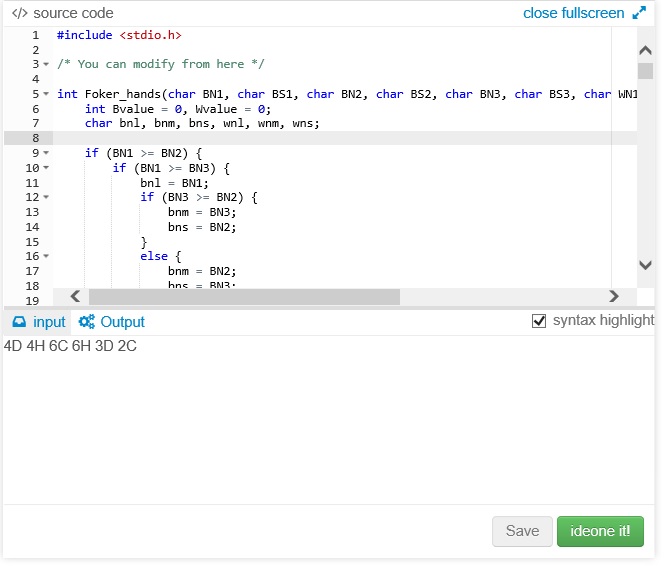 </> source code close fullscreen
1 #include <stdio.h>
2
3 /* You can modify from here */
4
5 int Foker_hands(char BN1, char BS1, char BN2, char BS2, char BN3, char BS3, char WN1
6 int Bvalue = 0, Wvalue = 0;
7 char bnl, bnm, bns, wnl, wnm, wns;
8
9 if (BN1 >= BN2) {
10 if (BN1 >= BN3) {
11 bnl = BN1;
12 if (BN3 >= BN2) {
13 bnm = BN3;
14 bns = BN2;
15 }
16 else {
17 bnm = BN2;
18 bns = BN3;
19
input Output syntax highlight
4D 4H 6C 6H 3D 2C
Save ideone it!